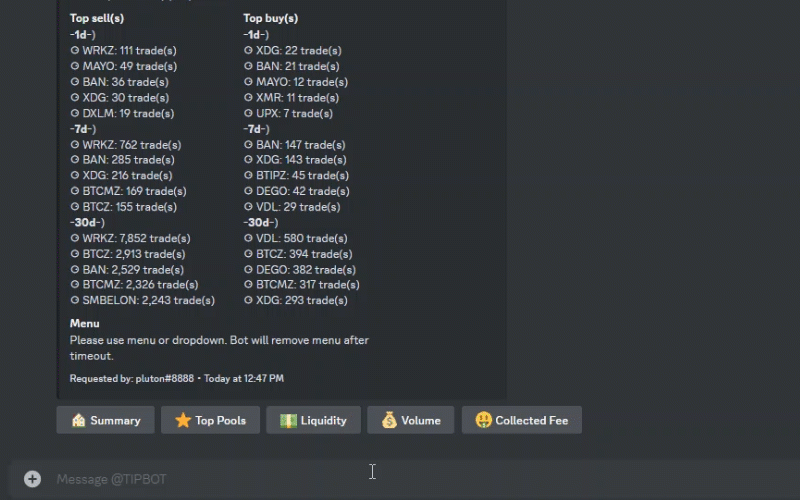 Top sell(s)
-1d-)
WRKZ: 111 trade(s)
MAYO: 49 trade(s)
BAN: 36 trade(s)
XDG: 30 trade(s)
DXLM: 19 trade(s)
-7d-)
WRKZ: 762 trade(s)
BAN: 285 trade(s)
XDG: 216 trade(s)
BTCMZ: 169 trade(s)
BTCZ: 155 trade(s)
-30d-)
WRKZ: 7,852 trade(s)
BTCZ: 2,913 trade(s)
BAN: 2,529 trade(s)
BTCMZ: 2,326 trade(s)
SMBELON: 2,243 trade(s)
Top buy(s)
-1d-)
XDG: 22 trade(s)
BAN: 21 trade(s)
MAYO: 12 trade(s)
XMR: 11 trade(s)
UPX: 7 trade(s)
-7d-)
BAN: 147 trade(s)
XDG: 143 trade(s)
BTIPZ: 45 trade(s)
DEGO: 42 trade(s)
VDL: 29 trade(s)
-30d-)
VDL: 580 trade(s)
BTCZ: 394 trade(s)
DEGO: 382 trade(s)
BTCMZ: 317 trade(s)
XDG: 293 trade(s)
Menu
Please use menu or dropdown. Bot will remove menu after
timeout.
Requested by: pluton#8888 • Today at 12:47 PM
Summary
Top Pools
Liquidity
Volume
Collected Fee
Message @TIPBOT